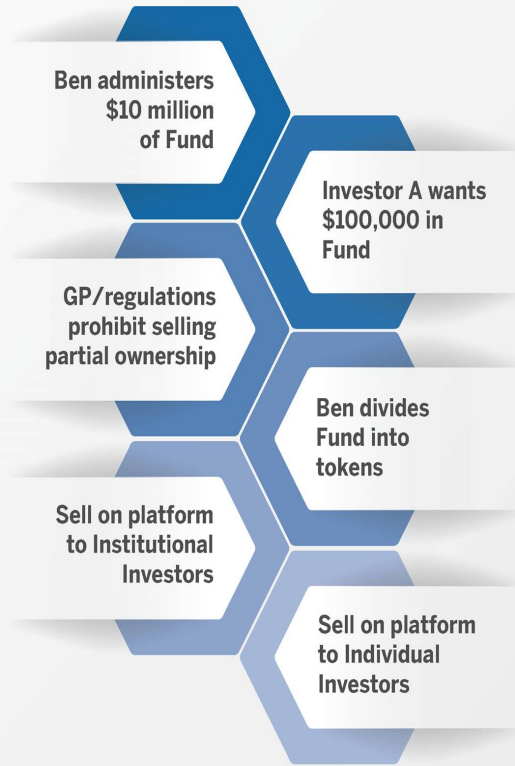 Ben administers
$10 million
of Fund
Investor A wants
$100,000 in
Fund
GP/regulations
prohibit selling
partial ownership
Ben divides
Fund into
tokens
Sell on platform
to Institutional
Investors
Sell on platform
to Individual
Investors